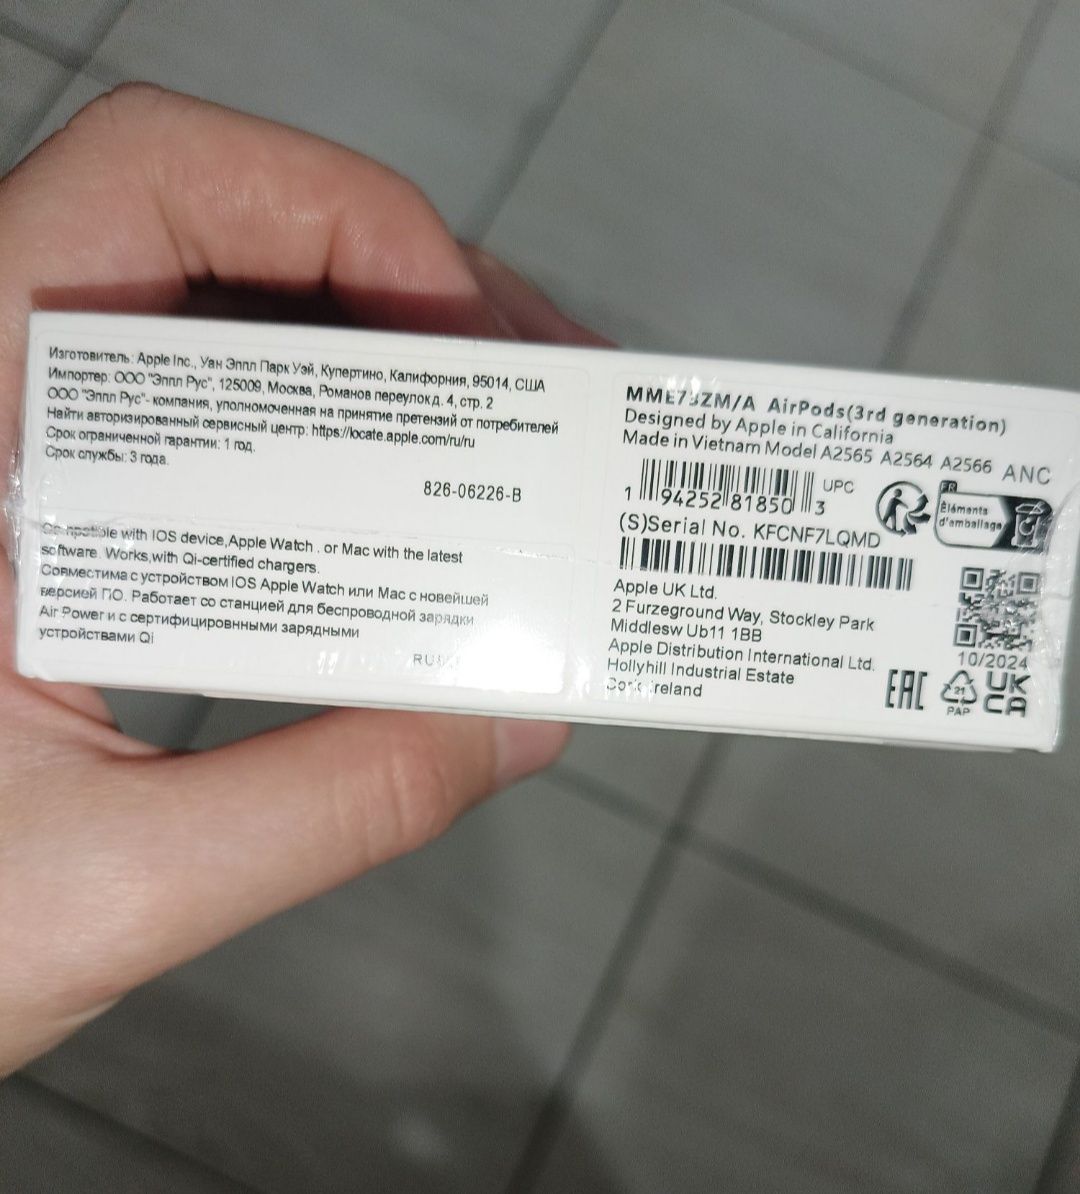 Изготовитель: Apple Inc., Уан Эппл Парк Уэй, Купертино, Калифорния, 95014, США
Импортер: ООО "Эппл Рус", 125009, Москва, Романов переулок д. 4, стр. 2
ООО "Эппл Рус"- компания, уполномоченная на принятие претензий от потребителей
Найти авторизированный сервисный центр: https://locate.apple.com/ru/ru
Срок ограниченной гарантии: 1 год.
Срок службы: 3 года.
826-06226-B
with IOS device,Apple Watch . or Mac with the latest
software. Works,with Qi-certified chargers.
Совместима с устройством IOS Apple Watch или Mac с новейшей
версией ПО. Работает со станцией для беспроводной зарядки
Air Power и с сертифицировнными зарядными
устройствами Qi
MME73ZM/A AirPods(3rd generation)
Designed by Apple in California
Made in Vietnam Model A2565 A2564 A2566 ANC
UPC
1 94252 81850 3
(S)Serial No. KFCNF7LQMD
FR
Éléments
d'emballage
Apple UK Ltd.
2 Furzeground Way, Stockley Park
Middlesw Ub11 1BB
Apple Distribution International Ltd.
Hollyhill Industrial Estate
Ireland
10/2024
EAC
21
PAP
UK
CA